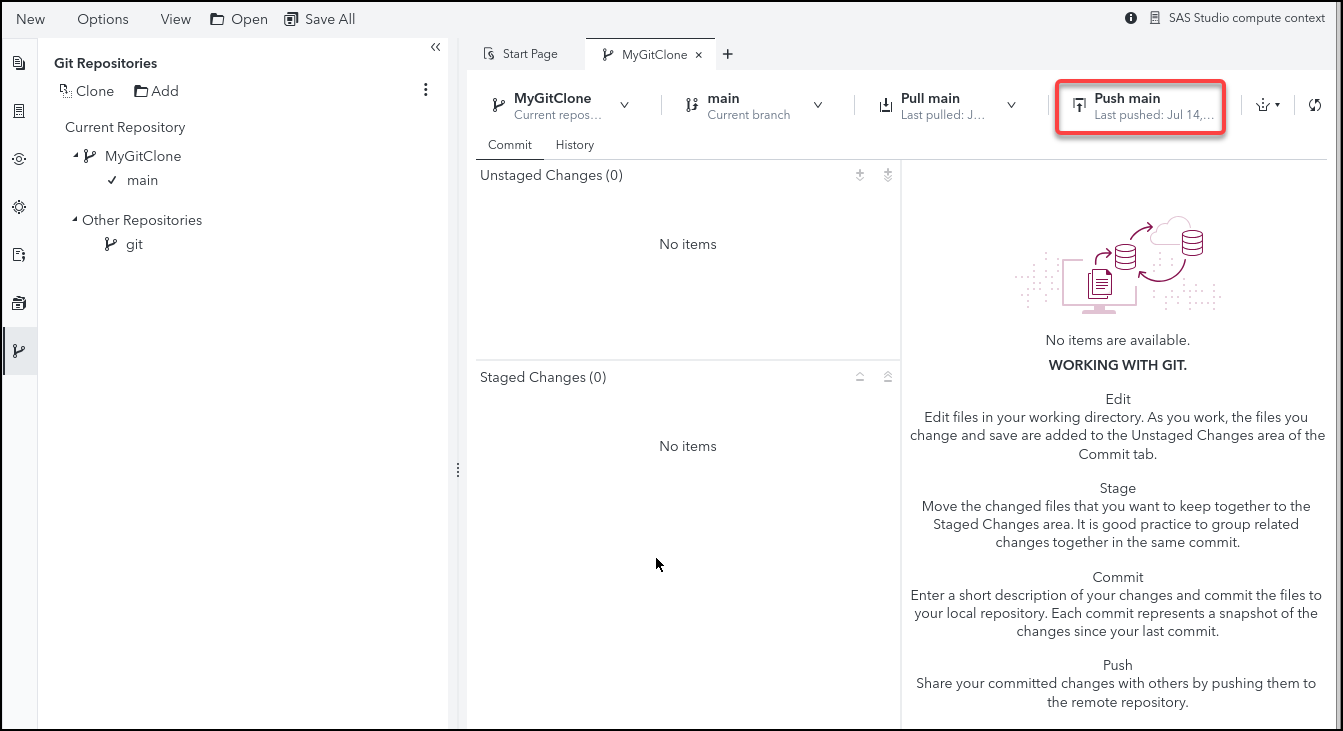 New Options View Open Save All SAS Studio compute context
Git Repositories
Clone Add
Current Repository
MyGitClone
main
Other Repositories
git
Start Page MyGitClone
MyGitClone
Current repos...
main
Current branch
Pull main
Last pulled: J...
Push main
Last pushed: Jul 14,...
Commit History
Unstaged Changes (0)
No items
Staged Changes (0)
No items
No items are available.
WORKING WITH GIT.
Edit
Edit files in your working directory. As you work, the files you
change and save are added to the Unstaged Changes area of the
Commit tab.
Stage
Move the changed files that you want to keep together to the
Staged Changes area. It is good practice to group related
changes together in the same commit.
Commit
Enter a short description of your changes and commit the files to
your local repository. Each commit represents a snapshot of the
changes since your last commit.
Push
Share your committed changes with others by pushing them to
the remote repository.